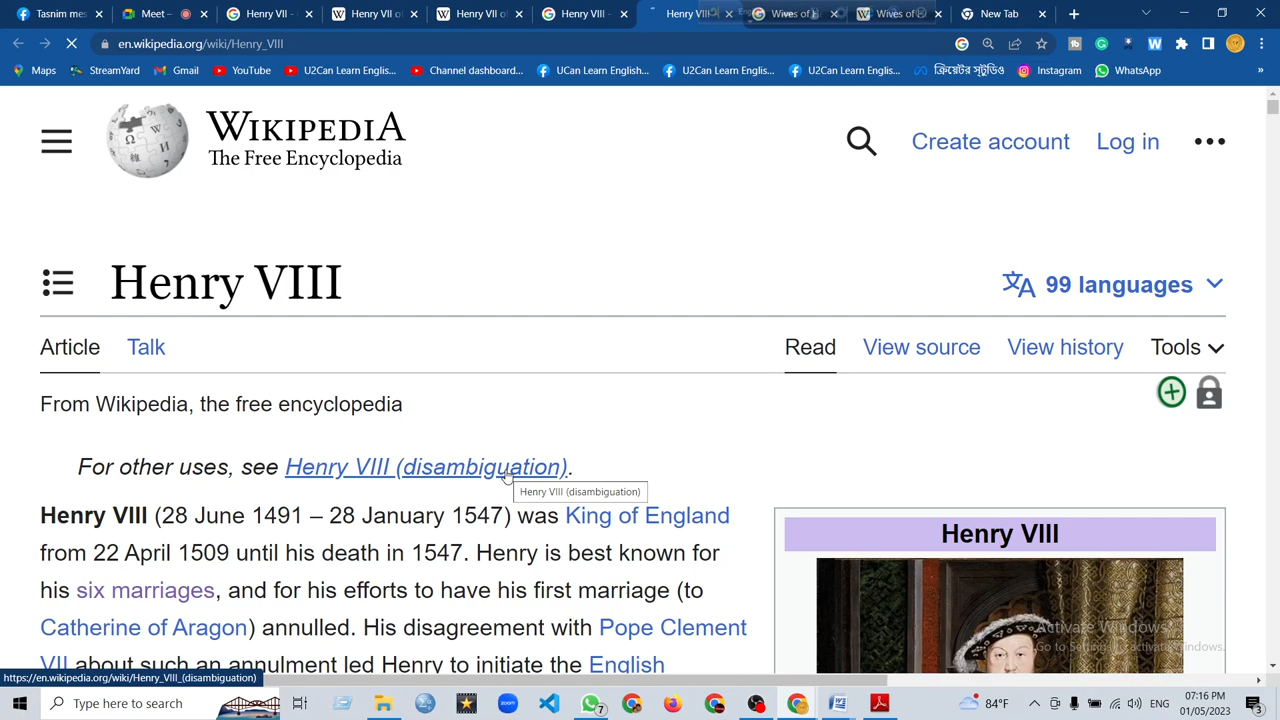 Tasnim
Meet –
Henry VIII
Henry VII o
Henry VII o
Henry VIII –
Henry VIII
Wives of
Wives of
New Tab
en.wikipedia.org/wiki/Henry_VIII
Maps
StreamYard
Gmail
YouTube
U2Can Learn Englis...
Channel dashboard...
UCan Learn English...
U2Can Learn Englis...
U2Can Learn Englis...
ক্রিয়েটর স্টুডিও
Instagram
WhatsApp
»
WIKIPEDIA
The Free Encyclopedia
Create account
Log in
Henry VIII
99 languages
Article
Talk
Read
View source
View history
Tools
From Wikipedia, the free encyclopedia
For other uses, see Henry VIII (disambiguation).
Henry VIII (disambiguation)
Henry VIII (28 June 1491 – 28 January 1547) was King of England
from 22 April 1509 until his death in 1547. Henry is best known for
his six marriages, and for his efforts to have his first marriage (to
Catherine of Aragon) annulled. His disagreement with Pope Clement
VII about such an annulment led Henry to initiate the English
Henry VIII
Activate Windows
Go to Settings to activate Windows.
https://en.wikipedia.org/wiki/Henry_VIII_(disambiguation)
Type here to search
zoom
7
84°F
ENG
07:16 PM
01/05/2023
3